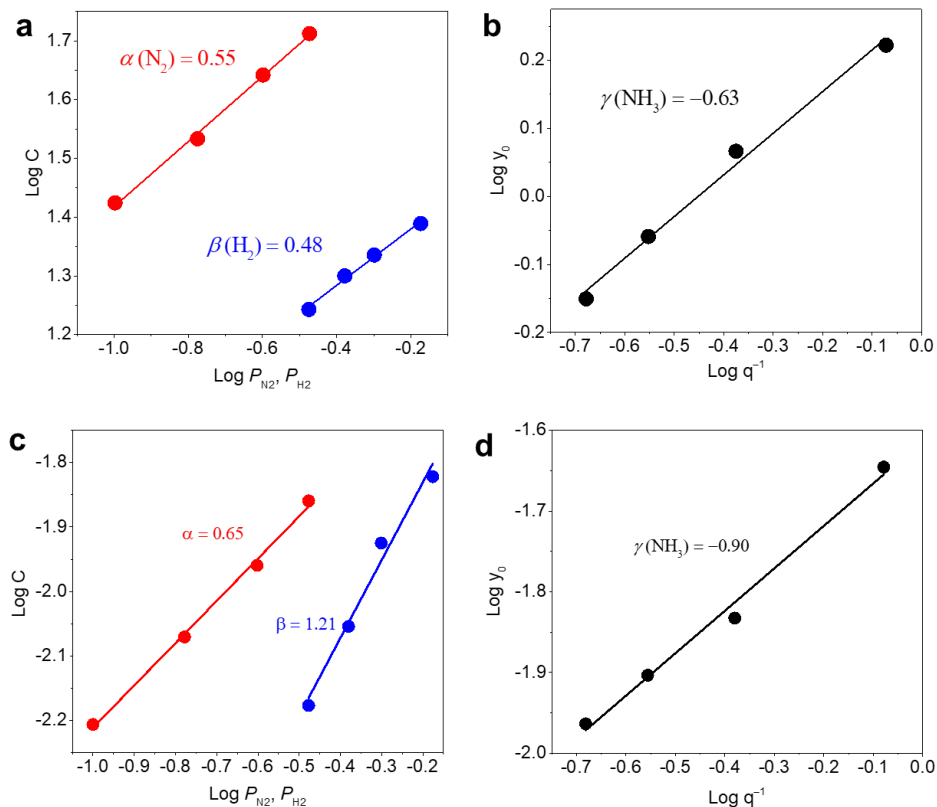 a
1.7
1.6
1.5
1.4
1.3
1.2
Log C
α(N₂) = 0.55
β(H₂) = 0.48
-1.0 -0.8 -0.6 -0.4 -0.2
Log P_N2, P_H2
b
0.2
0.1
0.0
-0.1
-0.2
Log y₀
γ(NH₃) = −0.63
-0.7 -0.6 -0.5 -0.4 -0.3 -0.2 -0.1 0.0
Log q⁻¹
c
-1.8
-1.9
-2.0
-2.1
-2.2
Log C
α = 0.65
β = 1.21
-1.0 -0.9 -0.8 -0.7 -0.6 -0.5 -0.4 -0.3 -0.2
Log P_N2, P_H2
d
-1.6
-1.7
-1.8
-1.9
-2.0
Log y₀
γ(NH₃) = −0.90
-0.7 -0.6 -0.5 -0.4 -0.3 -0.2 -0.1 0.0
Log q⁻¹